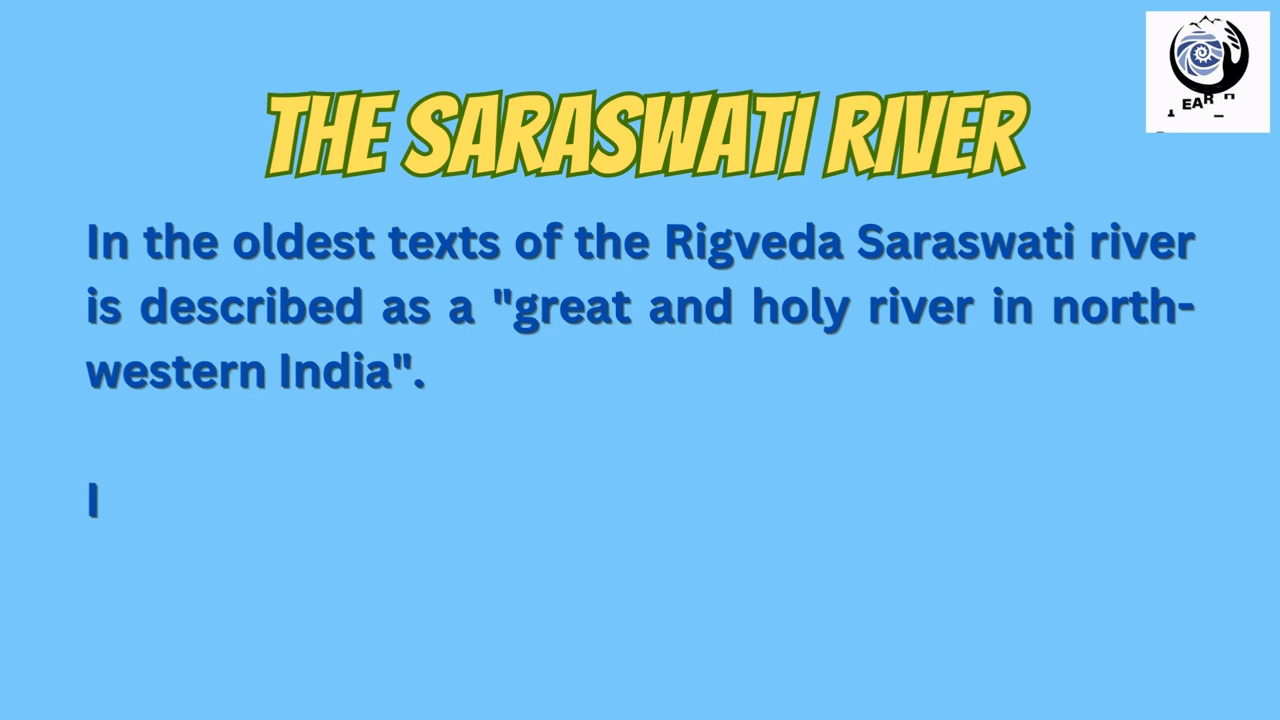 THE SARASWATI RIVER
In the oldest texts of the Rigveda Saraswati river
is described as a "great and holy river in north-
western India".
I